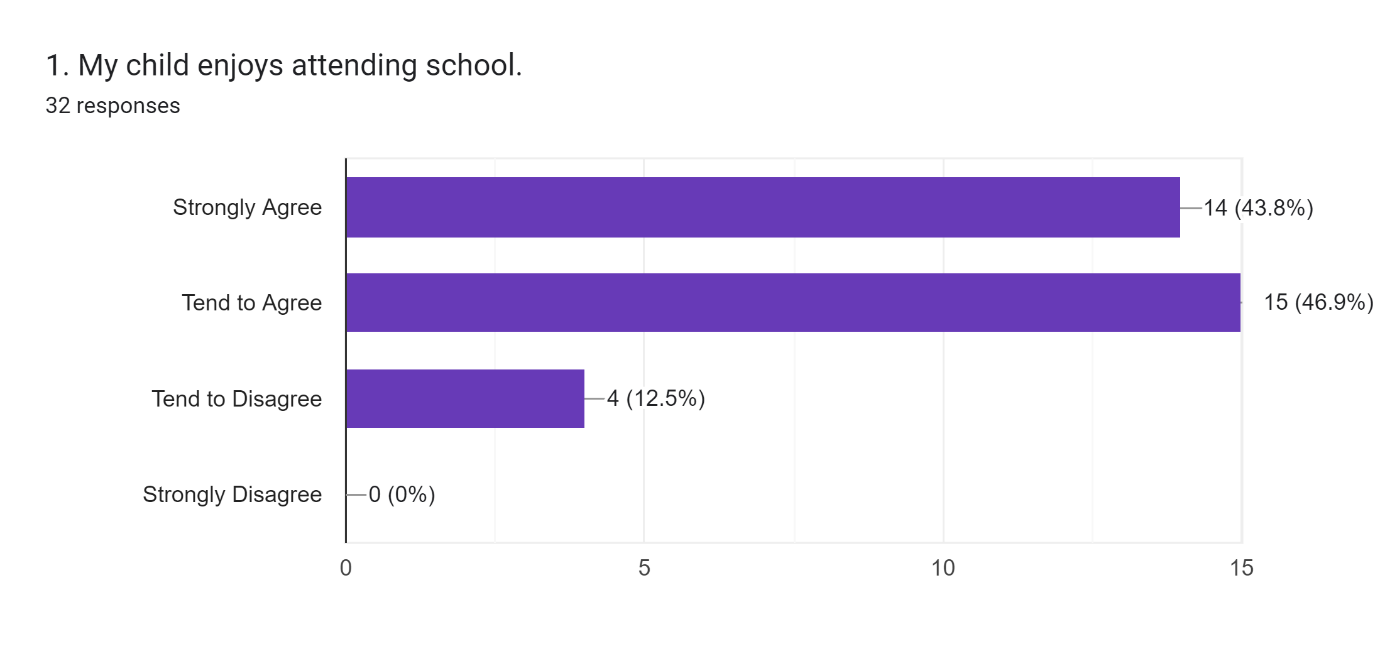 1. My child enjoys attending school.
32 responses
Strongly Agree 14 (43.8%)
Tend to Agree 15 (46.9%)
Tend to Disagree 4 (12.5%)
Strongly Disagree 0 (0%)
0 5 10 15